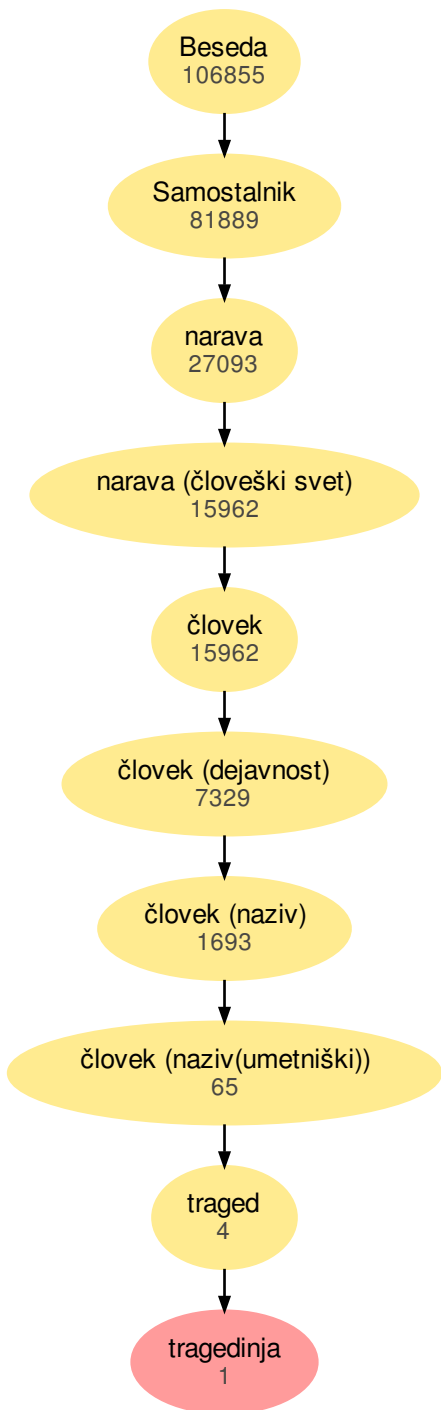 Beseda
106855
Samostalnik
81889
narava
27093
narava (človeški svet)
15962
človek
15962
človek (dejavnost)
7329
človek (naziv)
1693
človek (naziv(umetniški))
65
traged
4
tragedinja
1